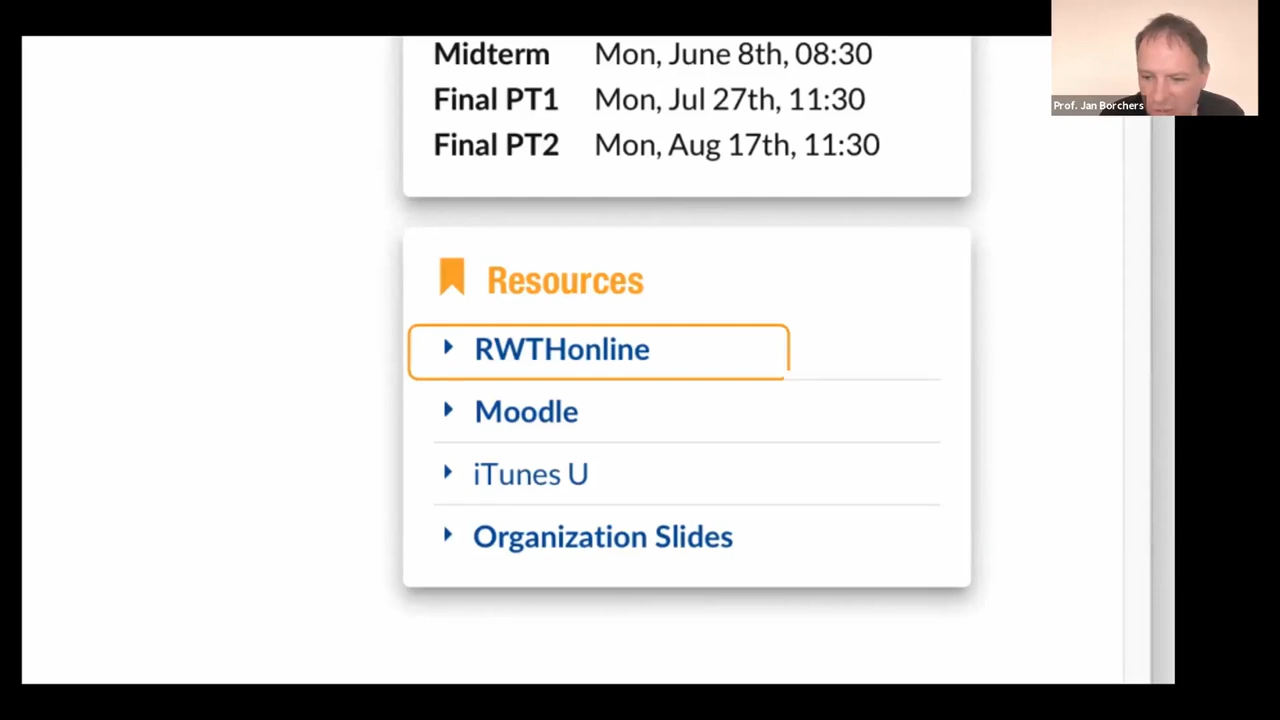 Midterm Mon, June 8th, 08:30
Final PT1 Mon, Jul 27th, 11:30
Final PT2 Mon, Aug 17th, 11:30
Prof. Jan Borchers
Resources
RWTHonline
Moodle
iTunes U
Organization Slides